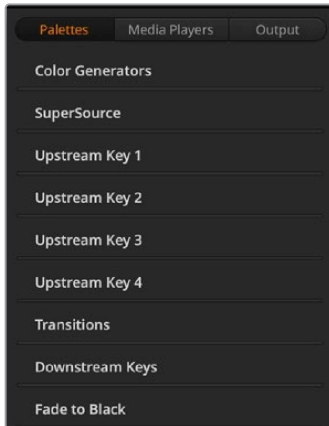 Palettes Media Players Output
Color Generators
SuperSource
Upstream Key 1
Upstream Key 2
Upstream Key 3
Upstream Key 4
Transitions
Downstream Keys
Fade to Black